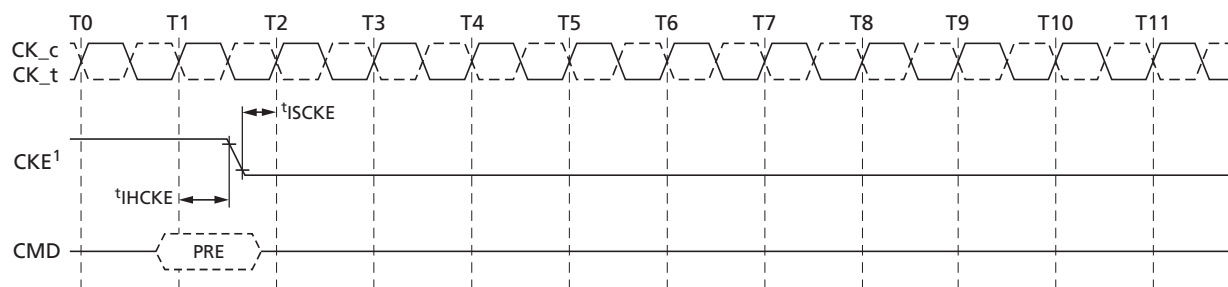 T0 T1 T2 T3 T4 T5 T6 T7 T8 T9 T10 T11
CK_c
CK_t
tISCKE
CKE1
tIHCKE
CMD PRE